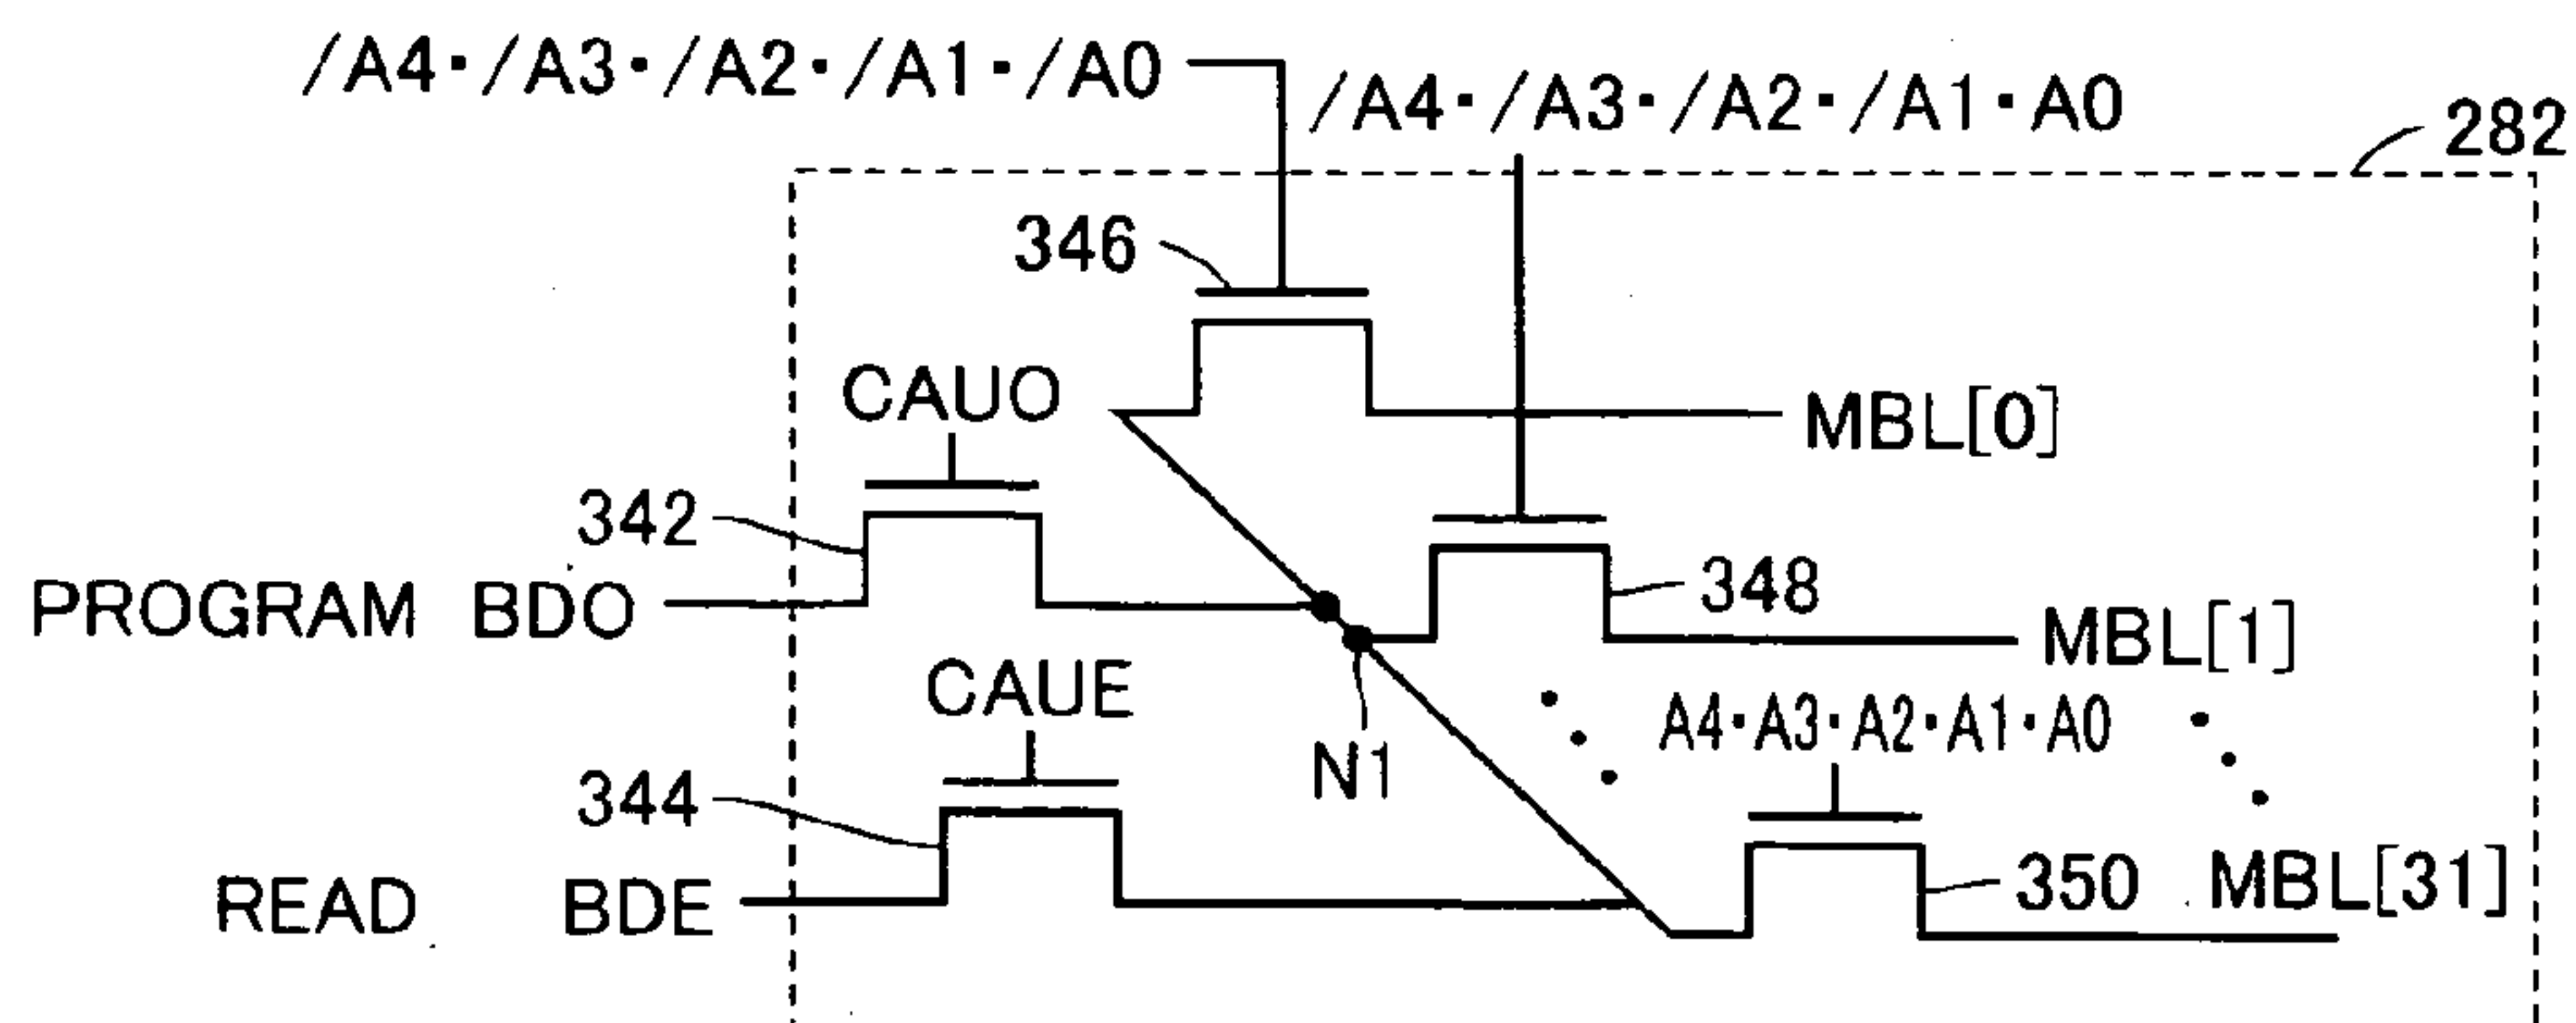 /A4·/A3·/A2·/A1·/A0
/A4·/A3·/A2·/A1·A0
282
346
CAUO
MBL[0]
342
348
PROGRAM BDO
MBL[1]
CAUE
A4·A3·A2·A1·A0
N1
344
350
MBL[31]
READ BDE